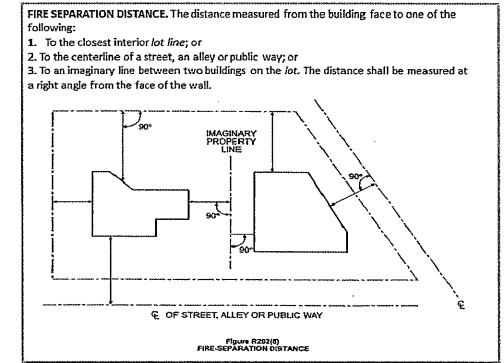 FIRE SEPARATION DISTANCE. The distance measured from the building face to one of the
following:
1. To the closest interior lot line; or
2. To the centerline of a street, an alley or public way; or
3. To an imaginary line between two buildings on the lot. The distance shall be measured at
a right angle from the face of the wall.
90°
IMAGINARY
PROPERTY
LINE
90°
90°
90°
℄
℄ OF STREET, ALLEY OR PUBLIC WAY
Figure R202(6)
FIRE-SEPARATION DISTANCE